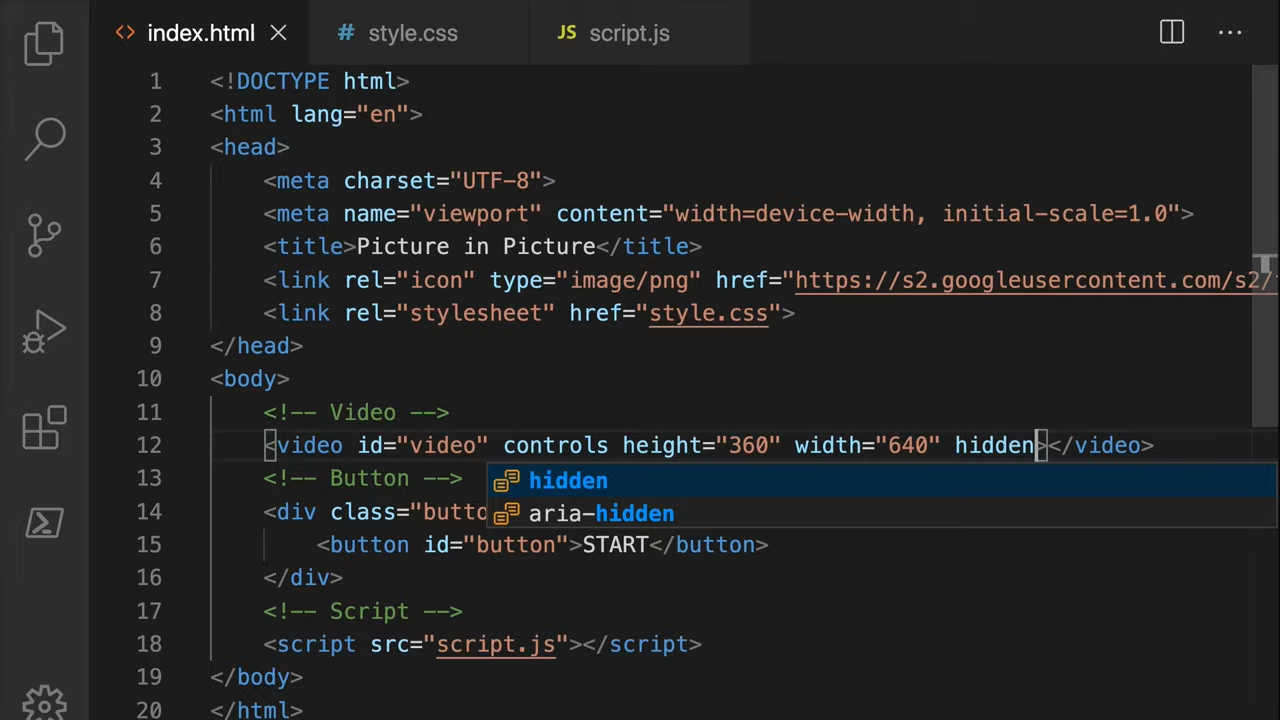 <> index.html × # style.css JS script.js ...
1 <!DOCTYPE html>
2 <html lang="en">
3 <head>
4 <meta charset="UTF-8">
5 <meta name="viewport" content="width=device-width, initial-scale=1.0">
6 <title>Picture in Picture</title>
7 <link rel="icon" type="image/png" href="https://s2.googleusercontent.com/s2/
8 <link rel="stylesheet" href="style.css">
9 </head>
10 <body>
11 <!-- Video -->
12 <video id="video" controls height="360" width="640" hidden></video>
13 <!-- Button -->
hidden
14 <div class="butto
aria-hidden
15 <button id="button">START</button>
16 </div>
17 <!-- Script -->
18 <script src="script.js"></script>
19 </body>
20 </html>